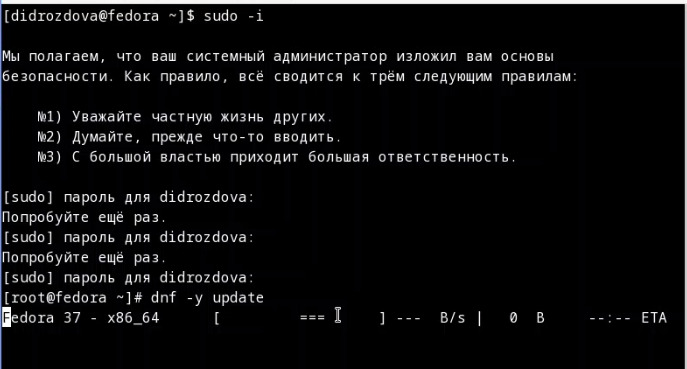 [didrozdova@fedora ~]$ sudo -i
Мы полагаем, что ваш системный администратор изложил вам основы
безопасности. Как правило, всё сводится к трём следующим правилам:
№1) Уважайте частную жизнь других.
№2) Думайте, прежде что-то вводить.
№3) С большой властью приходит большая ответственность.
[sudo] пароль для didrozdova:
Попробуйте ещё раз.
[sudo] пароль для didrozdova:
Попробуйте ещё раз.
[sudo] пароль для didrozdova:
[root@fedora ~]# dnf -y update
Fedora 37 - x86_64      [         ===      ] ---  B/s |   0  B     --:-- ETA